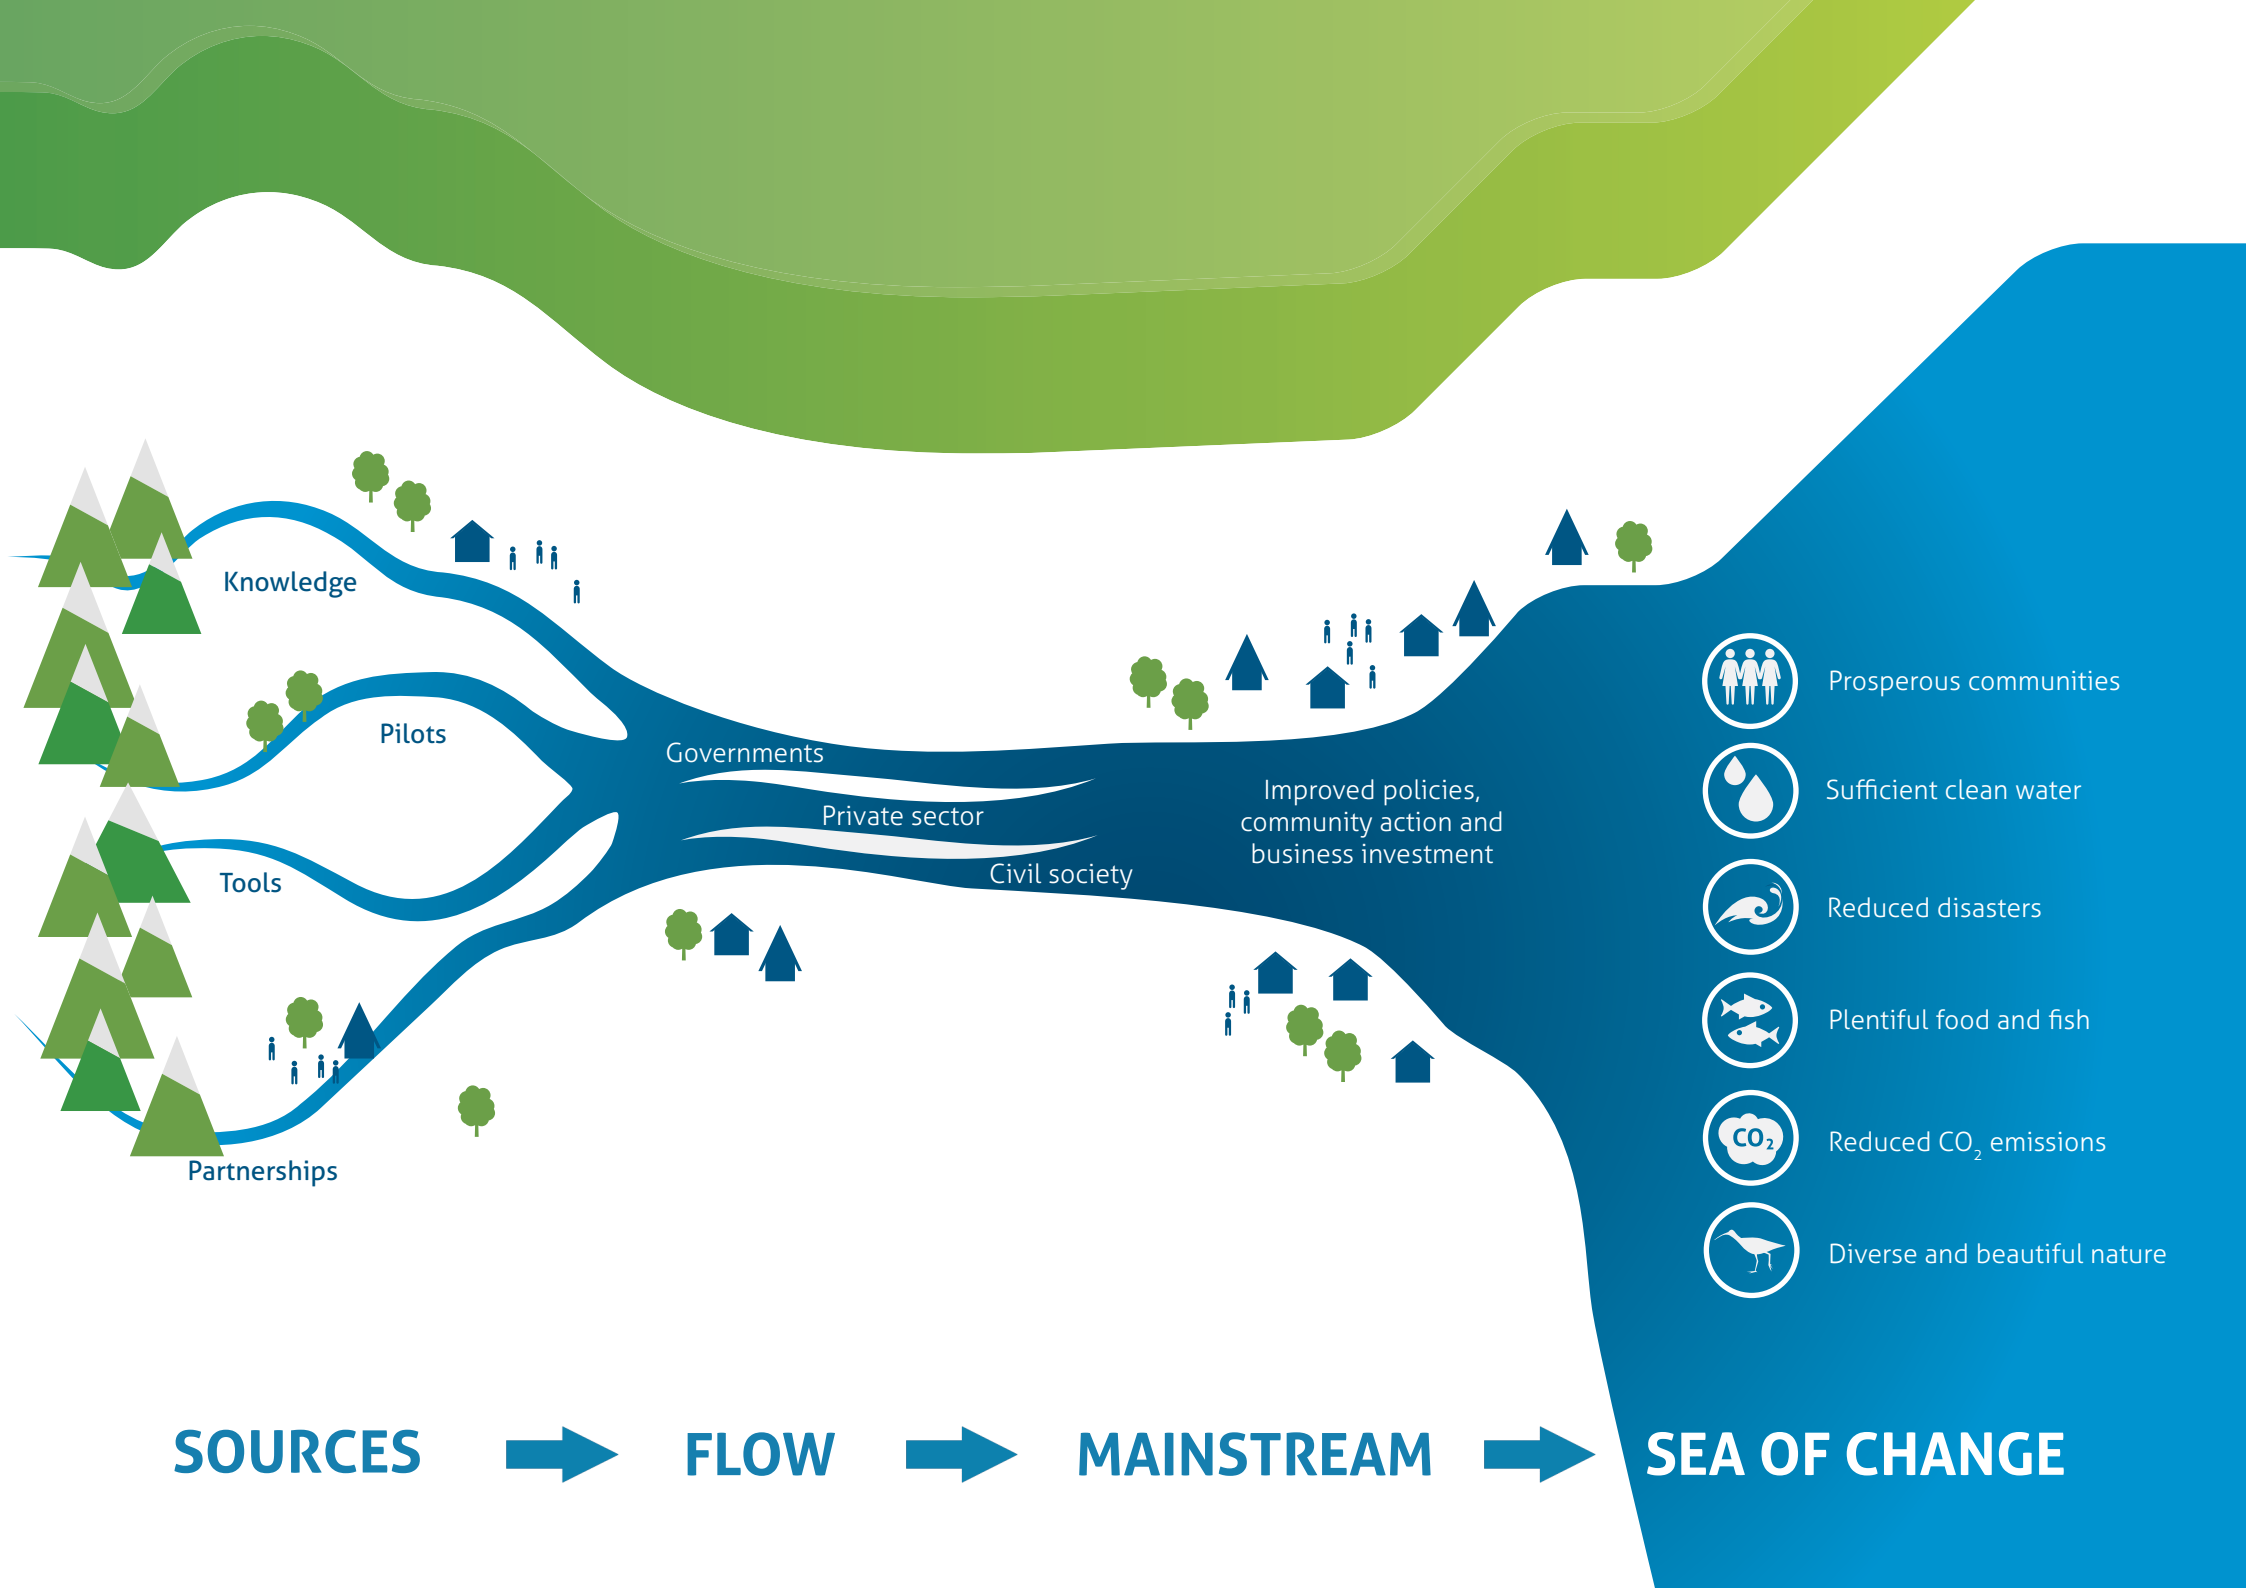 Knowledge
Pilots
Tools
Partnerships
Governments
Private sector
Civil society
Improved policies,
community action and
business investment
Prosperous communities
Sufficient clean water
Reduced disasters
Plentiful food and fish
CO₂
Reduced CO₂ emissions
Diverse and beautiful nature
SOURCES
FLOW
MAINSTREAM
SEA OF CHANGE